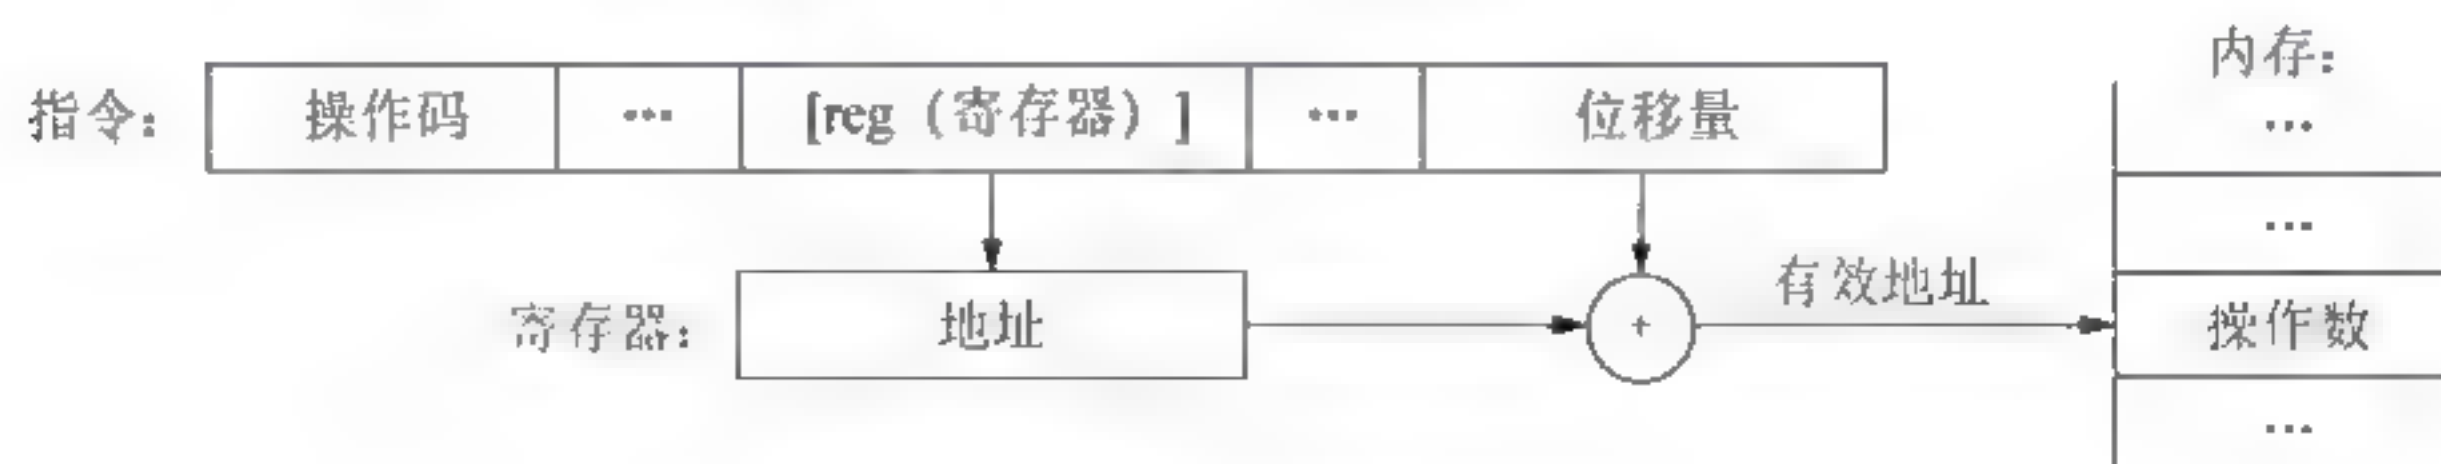 内存：
指令： 操作码 … [reg（寄存器）] … 位移量
…
…
有效地址
寄存器： 地址 + 操作数
…